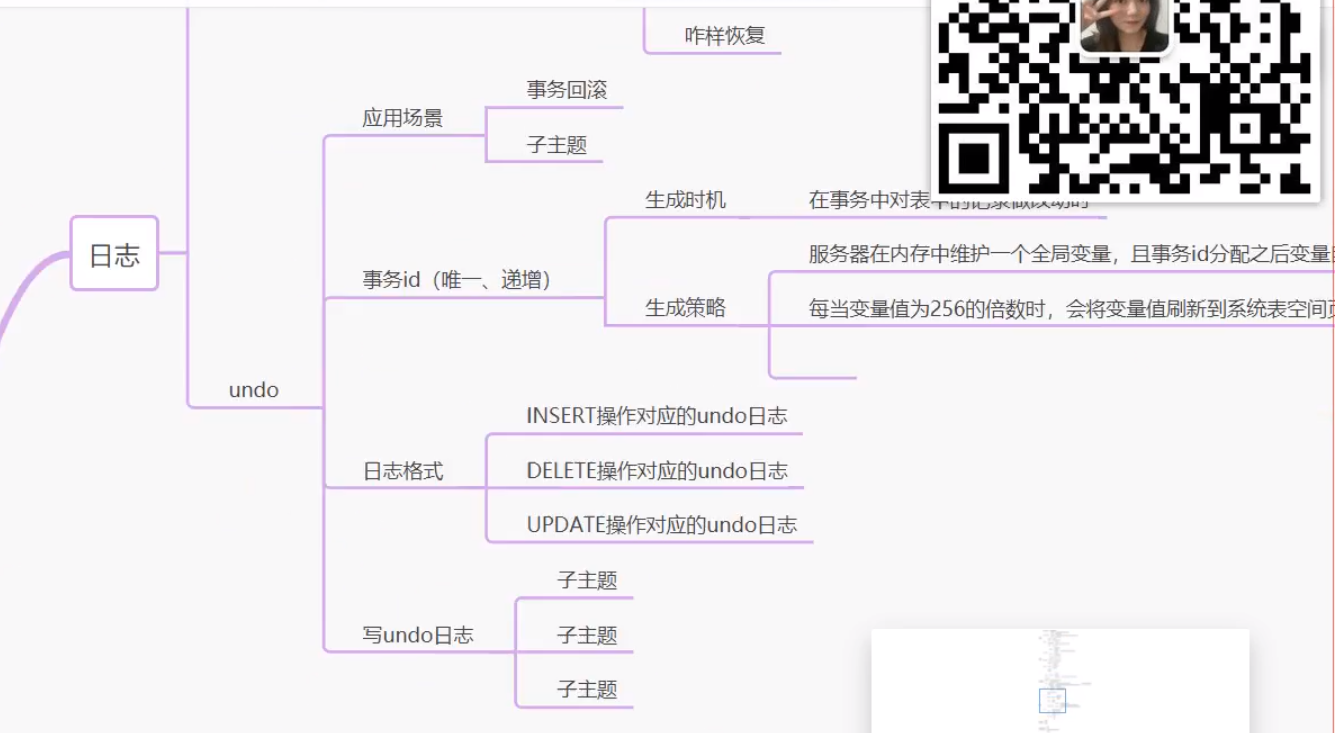 咋样恢复
事务回滚
应用场景
子主题
生成时机
在事务中对表中的记录做改动时
服务器在内存中维护一个全局变量，且事务id分配之后变量
日志
事务id（唯一、递增）
生成策略
每当变量值为256的倍数时，会将变量值刷新到系统表空间
undo
INSERT操作对应的undo日志
日志格式
DELETE操作对应的undo日志
UPDATE操作对应的undo日志
子主题
写undo日志
子主题
子主题